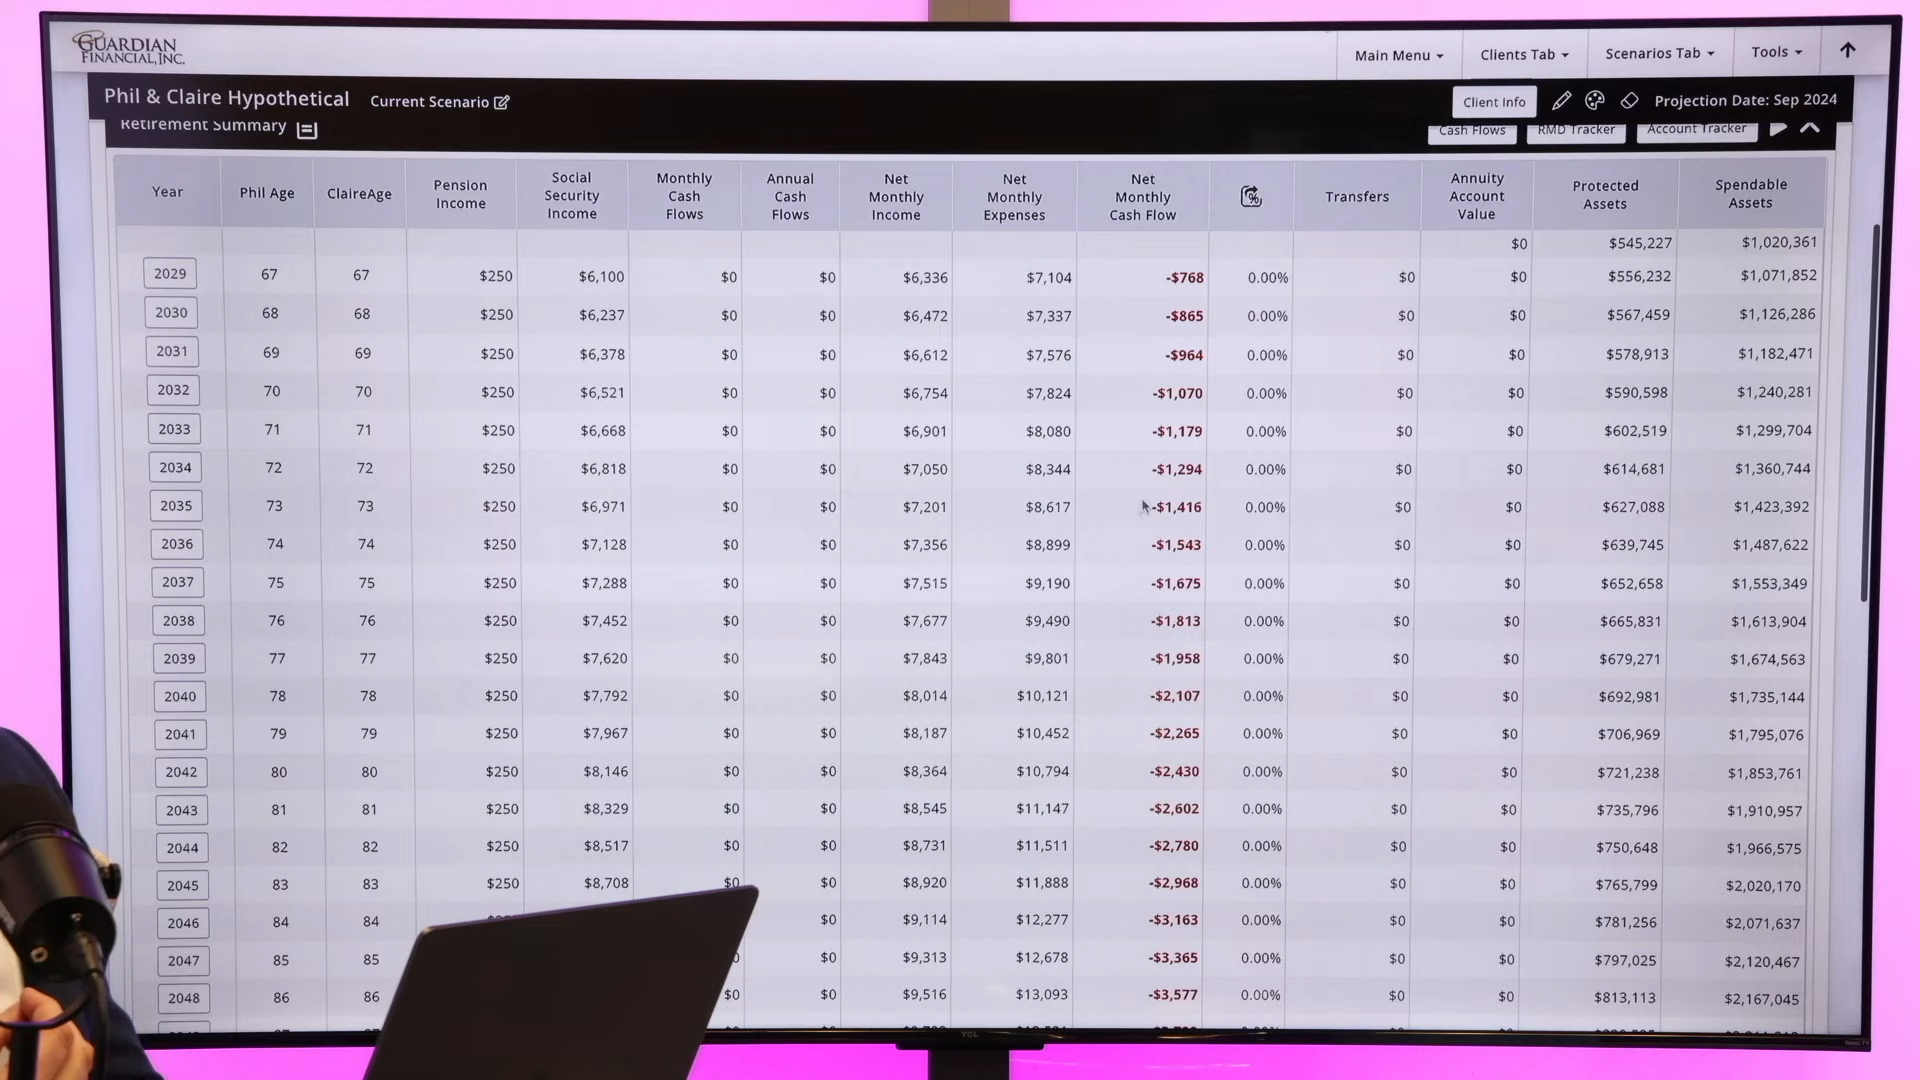 GUARDIAN
FINANCIAL, INC.
Main Menu Clients Tab Scenarios Tab Tools
Phil & Claire Hypothetical Current Scenario Client Info Projection Date: Sep 2024
Retirement Summary Cash Flows RMD Tracker Account Tracker
Year Phil Age ClaireAge Pension Income Social Security Income Monthly Cash Flows Annual Cash Flows Net Monthly Income Net Monthly Expenses Net Monthly Cash Flow % Transfers Annuity Account Value Protected Assets Spendable Assets
$0 $545,227 $1,020,361
2029 67 67 $250 $6,100 $0 $0 $6,336 $7,104 -$768 0.00% $0 $0 $556,232 $1,071,852
2030 68 68 $250 $6,237 $0 $0 $6,472 $7,337 -$865 0.00% $0 $0 $567,459 $1,126,286
2031 69 69 $250 $6,378 $0 $0 $6,612 $7,576 -$964 0.00% $0 $0 $578,913 $1,182,471
2032 70 70 $250 $6,521 $0 $0 $6,754 $7,824 -$1,070 0.00% $0 $0 $590,598 $1,240,281
2033 71 71 $250 $6,668 $0 $0 $6,901 $8,080 -$1,179 0.00% $0 $0 $602,519 $1,299,704
2034 72 72 $250 $6,818 $0 $0 $7,050 $8,344 -$1,294 0.00% $0 $0 $614,681 $1,360,744
2035 73 73 $250 $6,971 $0 $0 $7,201 $8,617 -$1,416 0.00% $0 $0 $627,088 $1,423,392
2036 74 74 $250 $7,128 $0 $0 $7,356 $8,899 -$1,543 0.00% $0 $0 $639,745 $1,487,622
2037 75 75 $250 $7,288 $0 $0 $7,515 $9,190 -$1,675 0.00% $0 $0 $652,658 $1,553,349
2038 76 76 $250 $7,452 $0 $0 $7,677 $9,490 -$1,813 0.00% $0 $0 $665,831 $1,613,904
2039 77 77 $250 $7,620 $0 $0 $7,843 $9,801 -$1,958 0.00% $0 $0 $679,271 $1,674,563
2040 78 78 $250 $7,792 $0 $0 $8,014 $10,121 -$2,107 0.00% $0 $0 $692,981 $1,735,144
2041 79 79 $250 $7,967 $0 $0 $8,187 $10,452 -$2,265 0.00% $0 $0 $706,969 $1,795,076
2042 80 80 $250 $8,146 $0 $0 $8,364 $10,794 -$2,430 0.00% $0 $0 $721,238 $1,853,761
2043 81 81 $250 $8,329 $0 $0 $8,545 $11,147 -$2,602 0.00% $0 $0 $735,796 $1,910,957
2044 82 82 $250 $8,517 $0 $0 $8,731 $11,511 -$2,780 0.00% $0 $0 $750,648 $1,966,575
2045 83 83 $250 $8,708 $0 $0 $8,920 $11,888 -$2,968 0.00% $0 $0 $765,799 $2,020,170
2046 84 84 $0 $9,114 $12,277 -$3,163 0.00% $0 $0 $781,256 $2,071,637
2047 85 85 $0 $9,313 $12,678 -$3,365 0.00% $0 $0 $797,025 $2,120,467
2048 86 86 $0 $0 $9,516 $13,093 -$3,577 0.00% $0 $0 $813,113 $2,167,045
TCL
Roku TV